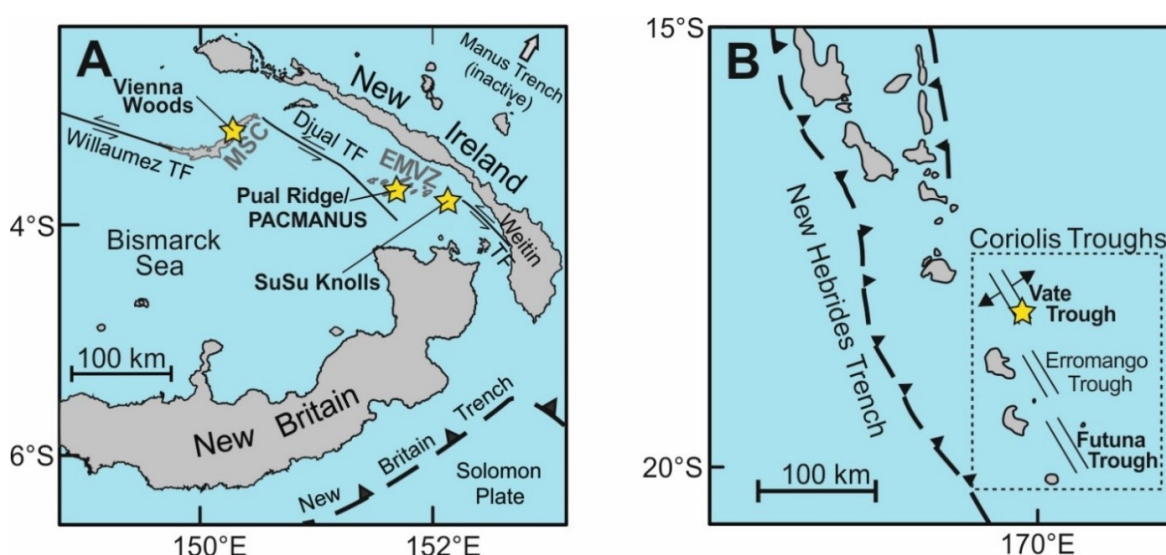 A
Vienna
Woods
Willaumez TF
MSC
Djual TF
New
Ireland
Manus Trench
(inactive)
EMVZ
Pual Ridge/
PACMANUS
Weitin
TF
SuSu Knolls
Bismarck
Sea
100 km
New Britain
New Britain Trench
Solomon
Plate
4°S
6°S
150°E
152°E
B
15°S
20°S
New Hebrides Trench
Coriolis Troughs
Vate
Trough
Erromango
Trough
Futuna
Trough
100 km
170°E